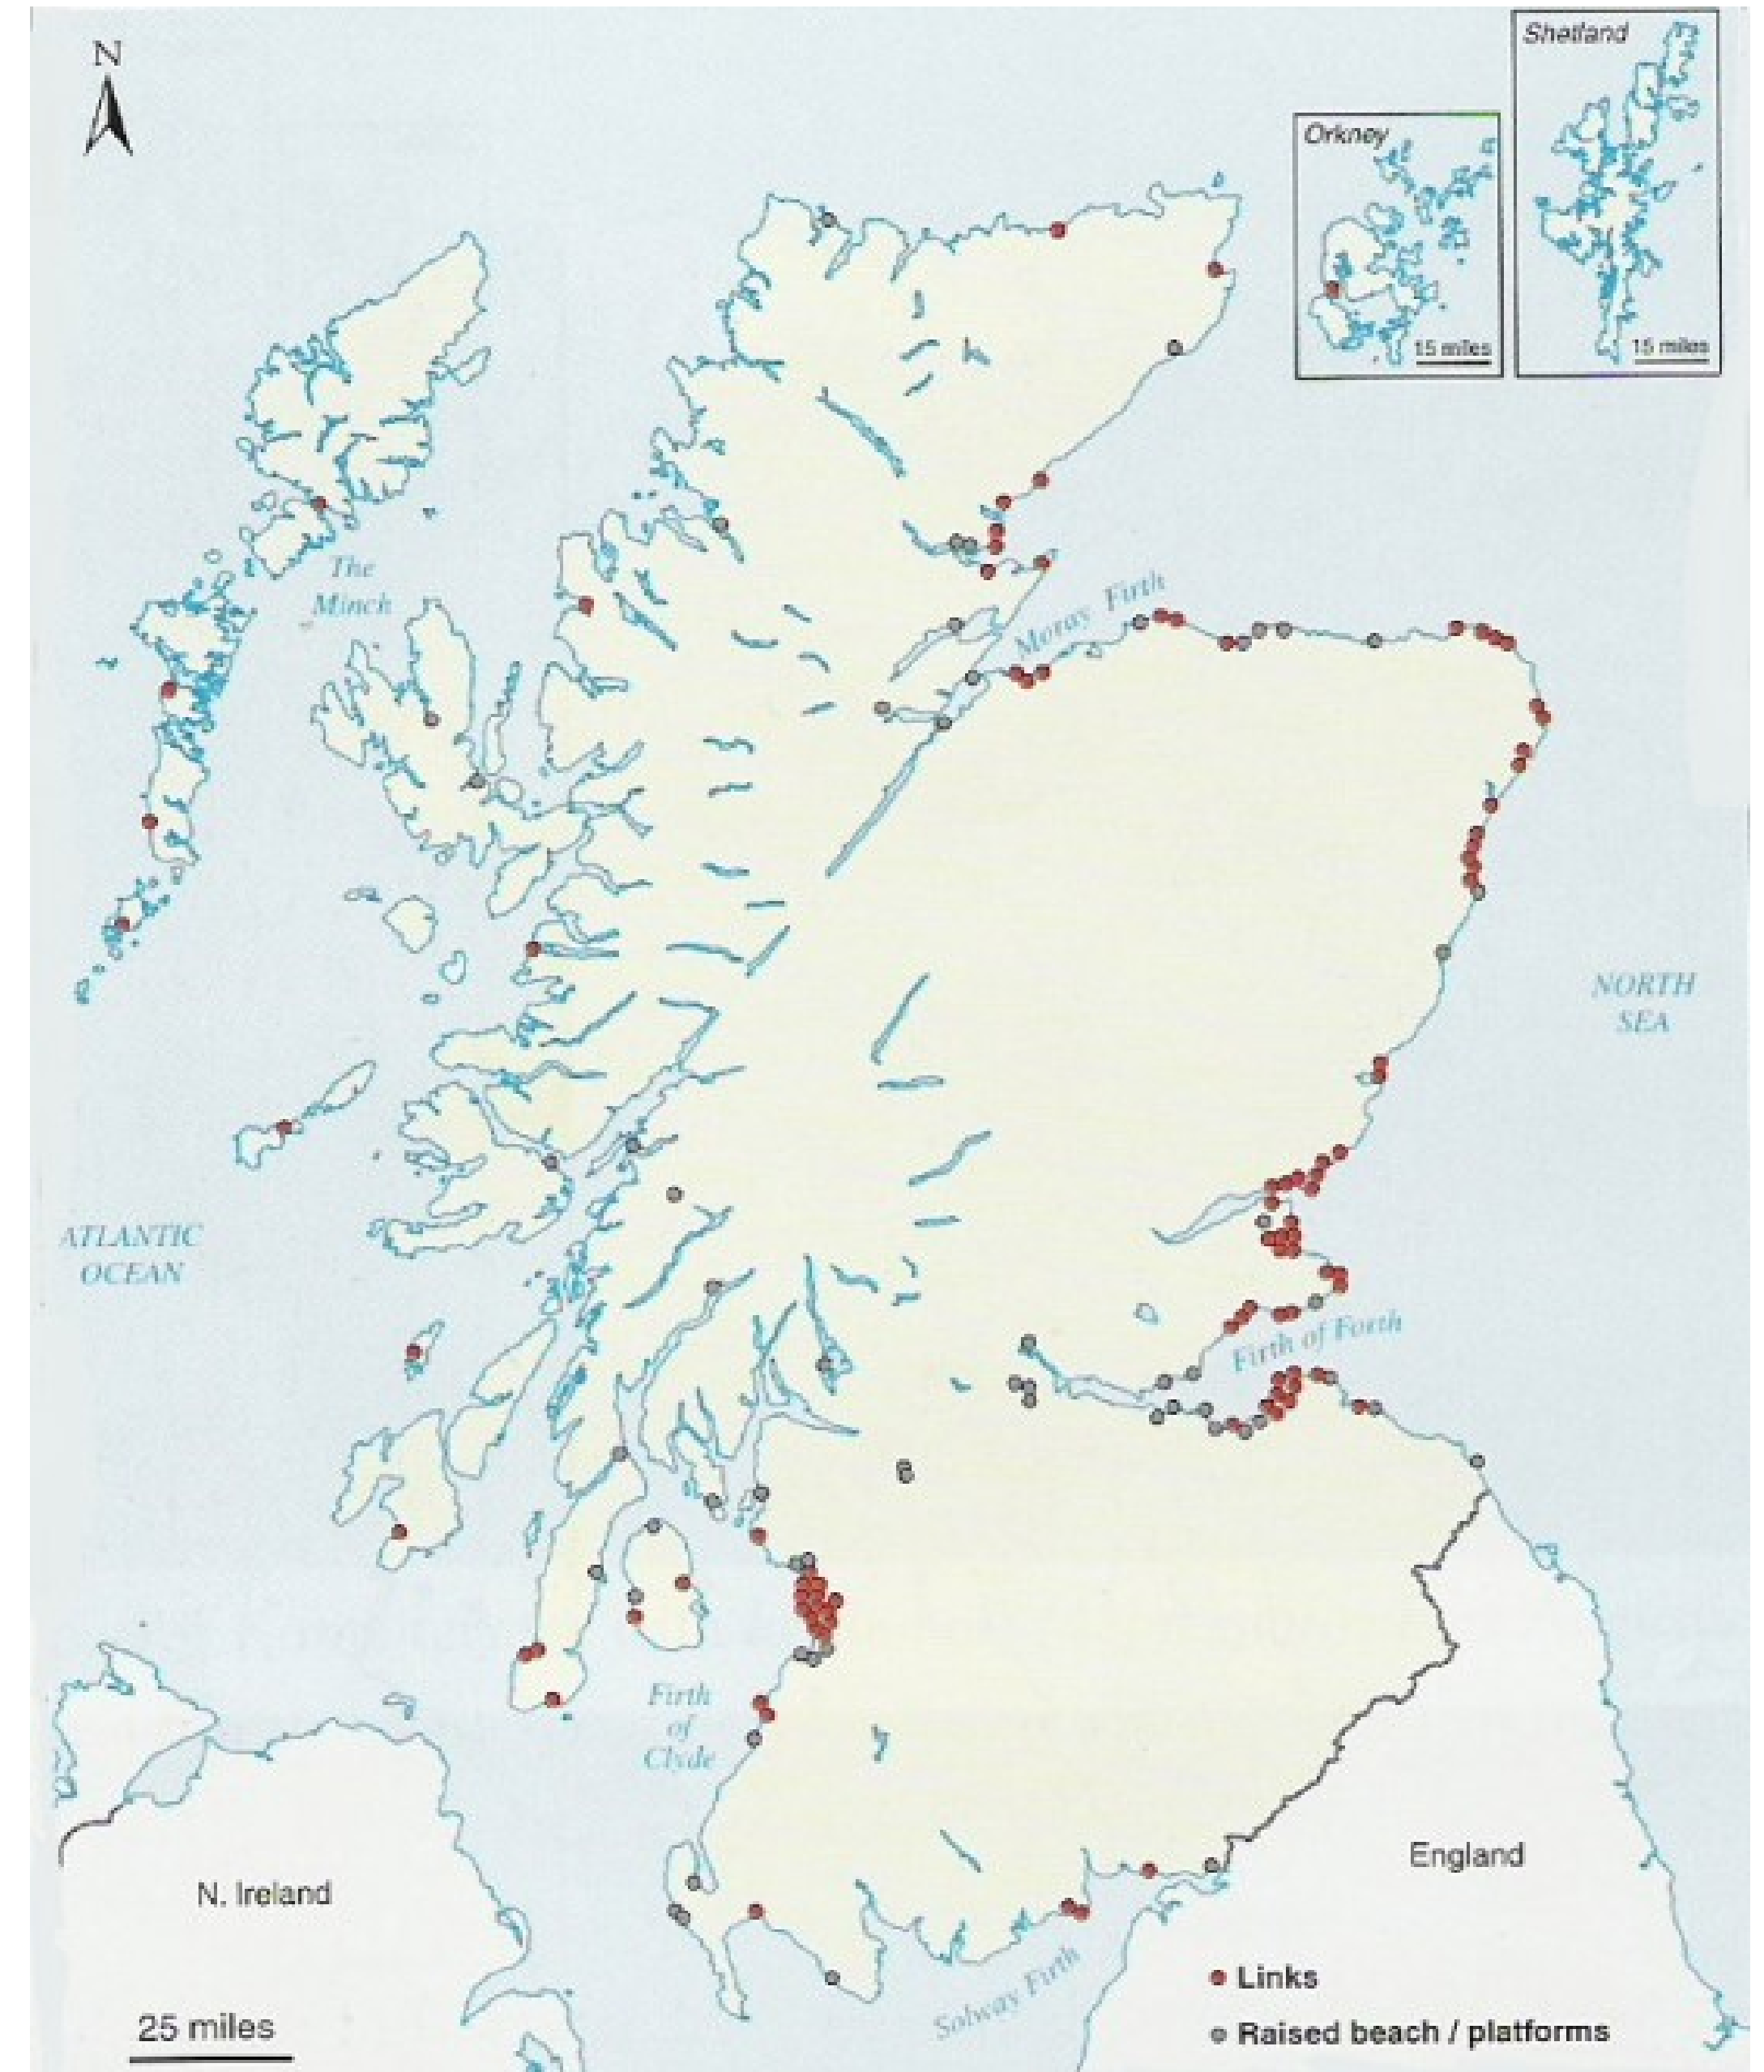 N
Shetland
Orkney
15 miles
15 miles
The
Minch
Moray Firth
NORTH
SEA
ATLANTIC
OCEAN
Firth of Forth
Firth
of
Clyde
England
N. Ireland
Solway Firth
Links
Raised beach / platforms
25 miles